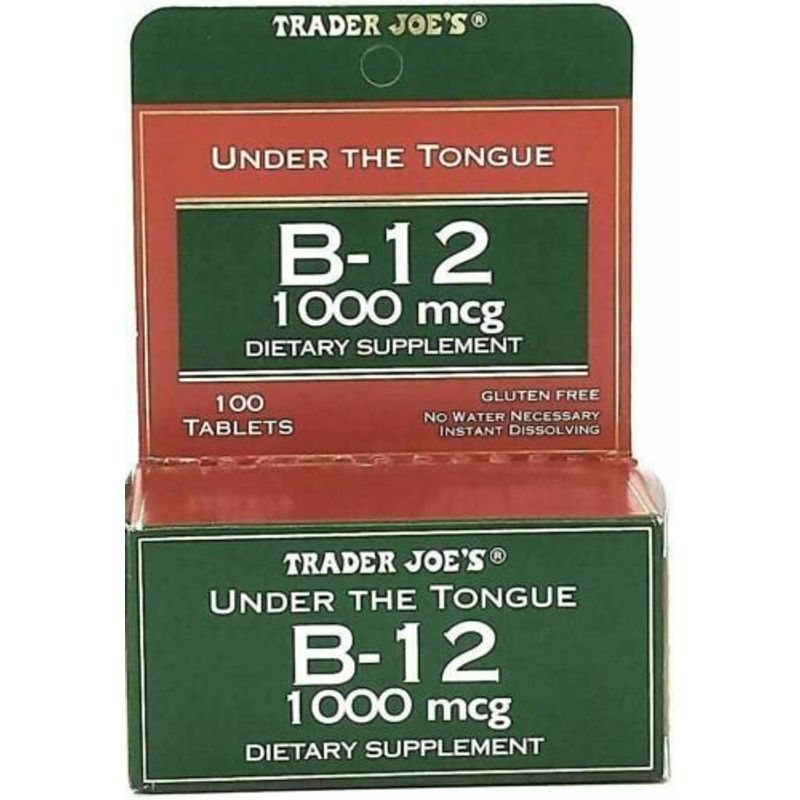 TRADER JOE'S®
UNDER THE TONGUE
B-12
1000 mcg
DIETARY SUPPLEMENT
100
TABLETS
GLUTEN FREE
NO WATER NECESSARY
INSTANT DISSOLVING
TRADER JOE'S®
UNDER THE TONGUE
B-12
1000 mcg
DIETARY SUPPLEMENT